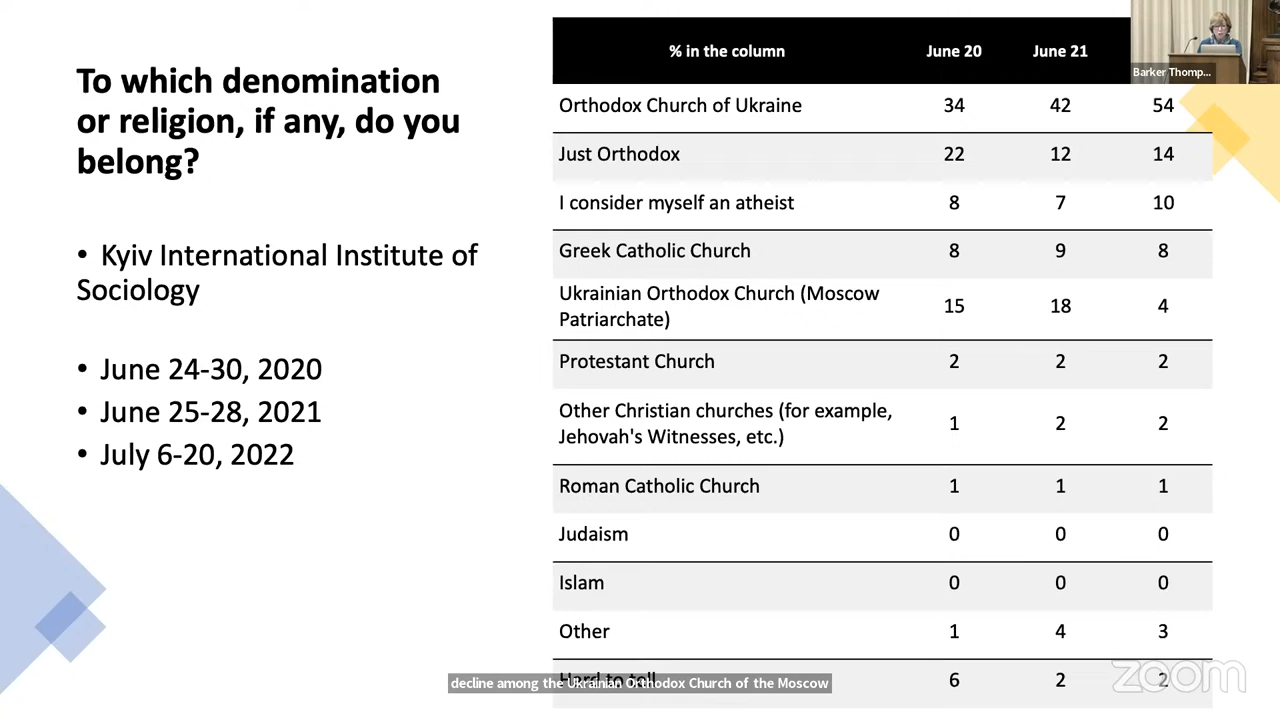 To which denomination
or religion, if any, do you
belong?
• Kyiv International Institute of
Sociology
• June 24-30, 2020
• June 25-28, 2021
• July 6-20, 2022
% in the column June 20 June 21
Orthodox Church of Ukraine 34 42 54
Just Orthodox 22 12 14
I consider myself an atheist 8 7 10
Greek Catholic Church 8 9 8
Ukrainian Orthodox Church (Moscow
Patriarchate) 15 18 4
Protestant Church 2 2 2
Other Christian churches (for example,
Jehovah's Witnesses, etc.) 1 2 2
Roman Catholic Church 1 1 1
Judaism 0 0 0
Islam 0 0 0
Other 1 4 3
Hard to tell 6 2 2
Barker Thomp...
decline among the Ukrainian Orthodox Church of the Moscow
zoom